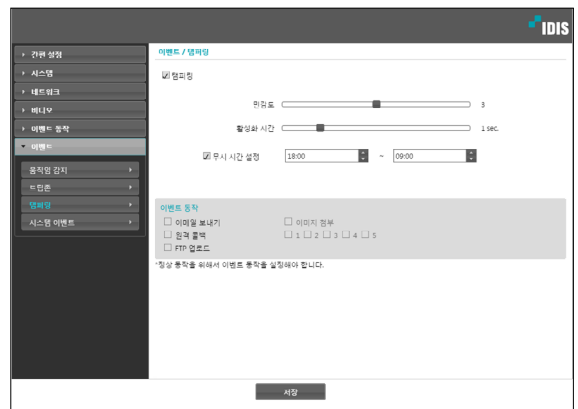 IDIS
간편 설정
시스템
네트워크
비디오
이벤트 동작
이벤트
움직임 감지
트립존
탬퍼링
시스템 이벤트
이벤트 / 탬퍼링
탬퍼링
민감도 3
활성화 시간 1 sec.
무시 시간 설정 18:00 ~ 09:00
이벤트 동작
이메일 보내기 이미지 첨부
원격 콜백 1 2 3 4 5
FTP 업로드
*정상 동작을 위해서 이벤트 동작을 설정해야 합니다.
저장